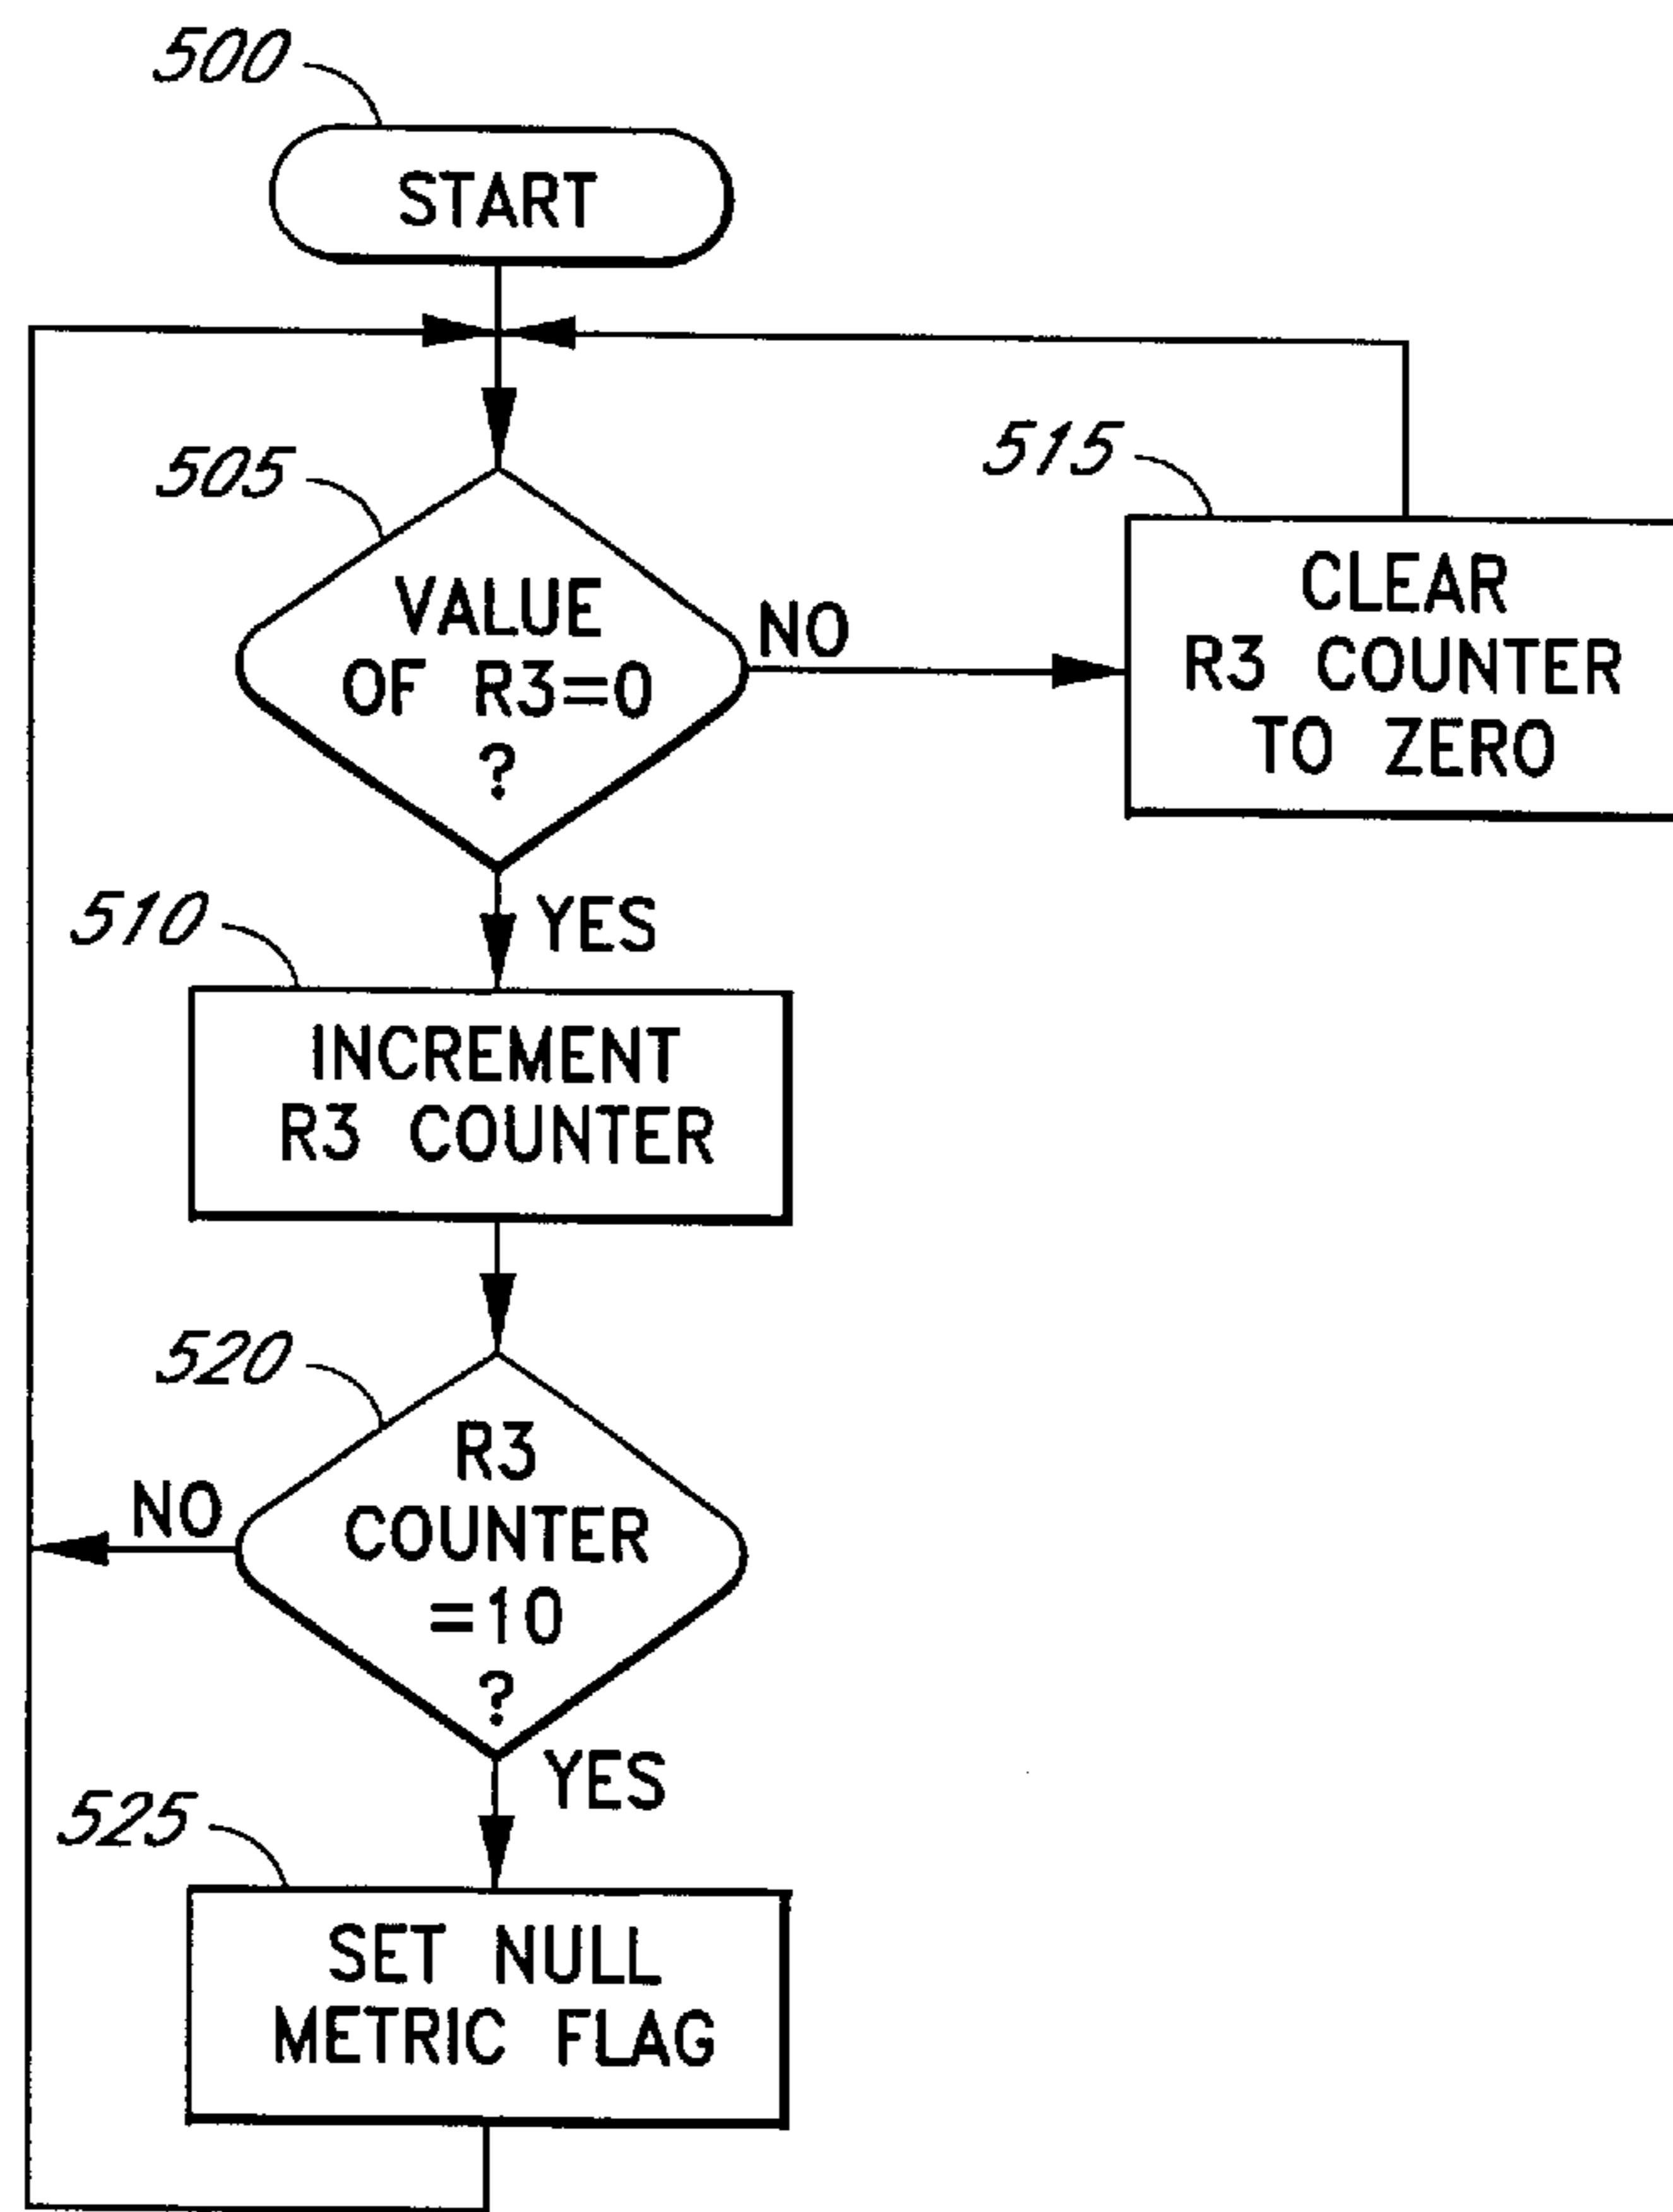 500
START
505
VALUE
OF R3=0
?
NO
515
CLEAR
R3 COUNTER
TO ZERO
YES
510
INCREMENT
R3 COUNTER
520
R3
COUNTER
=10
?
NO
YES
525
SET NULL
METRIC FLAG